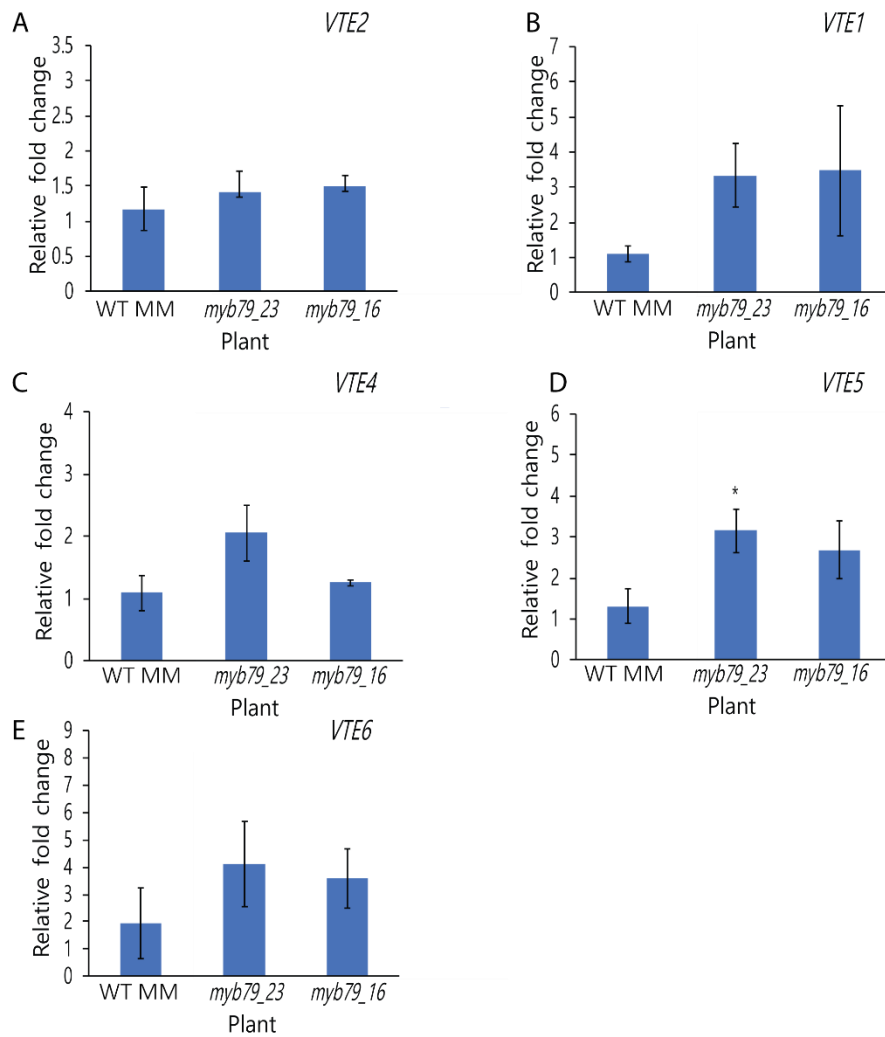 A
VTE2
Relative fold change
3.5
3
2.5
2
1.5
1
0.5
0
WT MM myb79_23 myb79_16
Plant
B
VTE1
Relative fold change
7
6
5
4
3
2
1
0
WT MM myb79_23 myb79_16
Plant
C
VTE4
Relative fold change
4
3
2
1
0
WT MM myb79_23 myb79_16
Plant
D
VTE5
Relative fold change
6
5
4
3
2
1
0
*
WT MM myb79_23 myb79_16
Plant
E
VTE6
Relative fold change
9
8
7
6
5
4
3
2
1
0
WT MM myb79_23 myb79_16
Plant